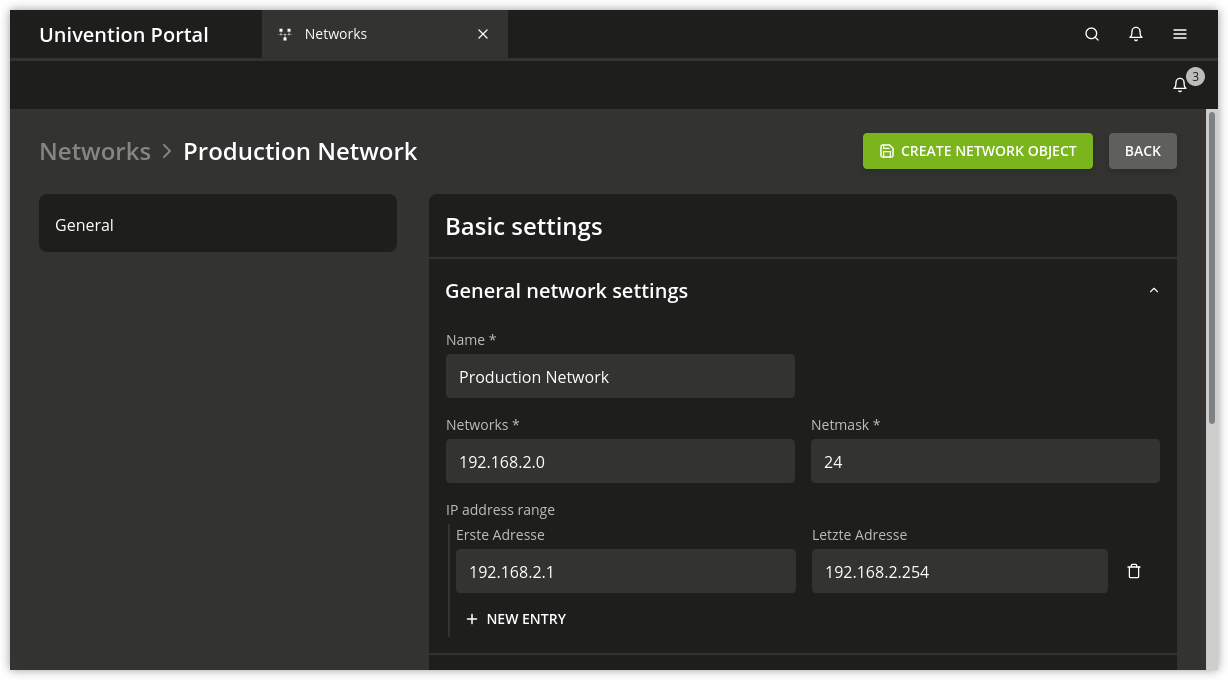 Univention Portal
Networks
3
Networks > Production Network
CREATE NETWORK OBJECT
BACK
General
Basic settings
General network settings
Name *
Production Network
Networks *
Netmask *
192.168.2.0
24
IP address range
Erste Adresse
Letzte Adresse
192.168.2.1
192.168.2.254
+ NEW ENTRY